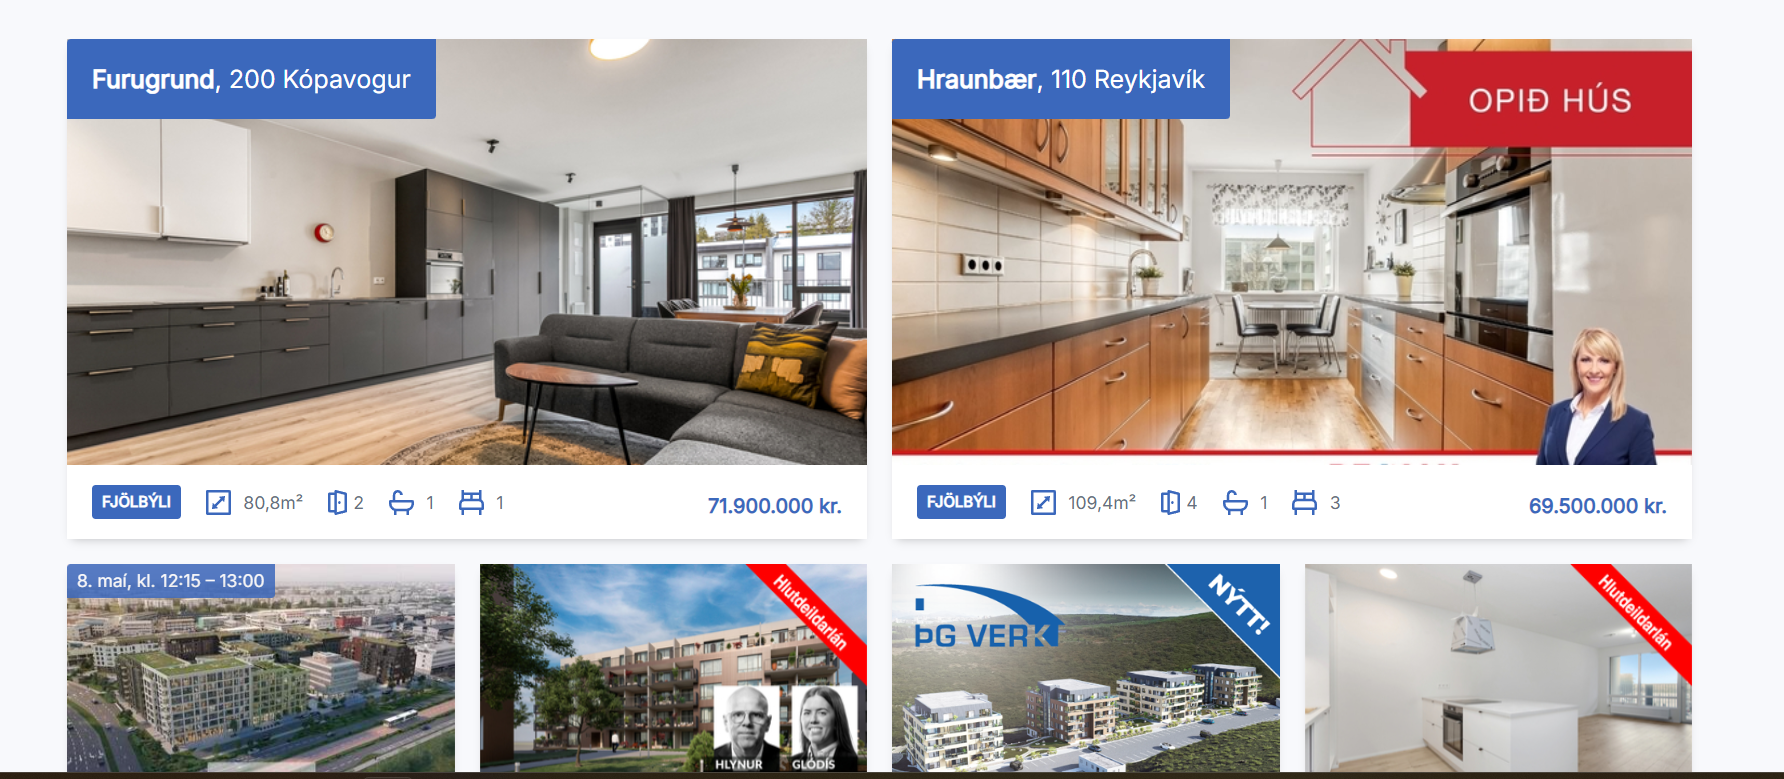 Furugrund, 200 Kópavogur
Hraunbær, 110 Reykjavík
OPIÐ HÚS
FJÖLBÝLI 80,8m² 2 1 1 71.900.000 kr.
FJÖLBÝLI 109,4m² 4 1 3 69.500.000 kr.
8. maí, kl. 12:15 – 13:00
Hlutdeildarlán
HLYNUR GLÓDÍS
ÞG VERK
NÝTT!
Hlutdeildarlán